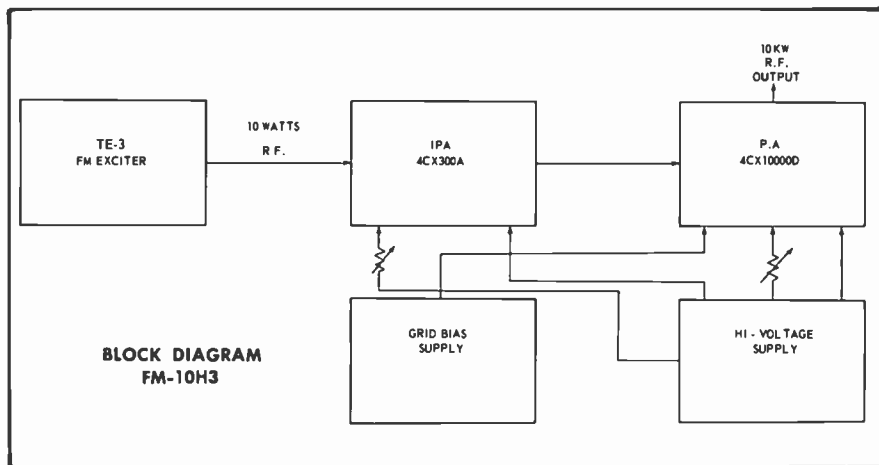 10 KW
R.F.
OUTPUT
TE-3
FM EXCITER
10 WATTS
R F.
IPA
4CX300A
P.A
4CX10000D
GRID BIAS
SUPPLY
HI - VOLTAGE
SUPPLY
BLOCK DIAGRAM
FM-10H3